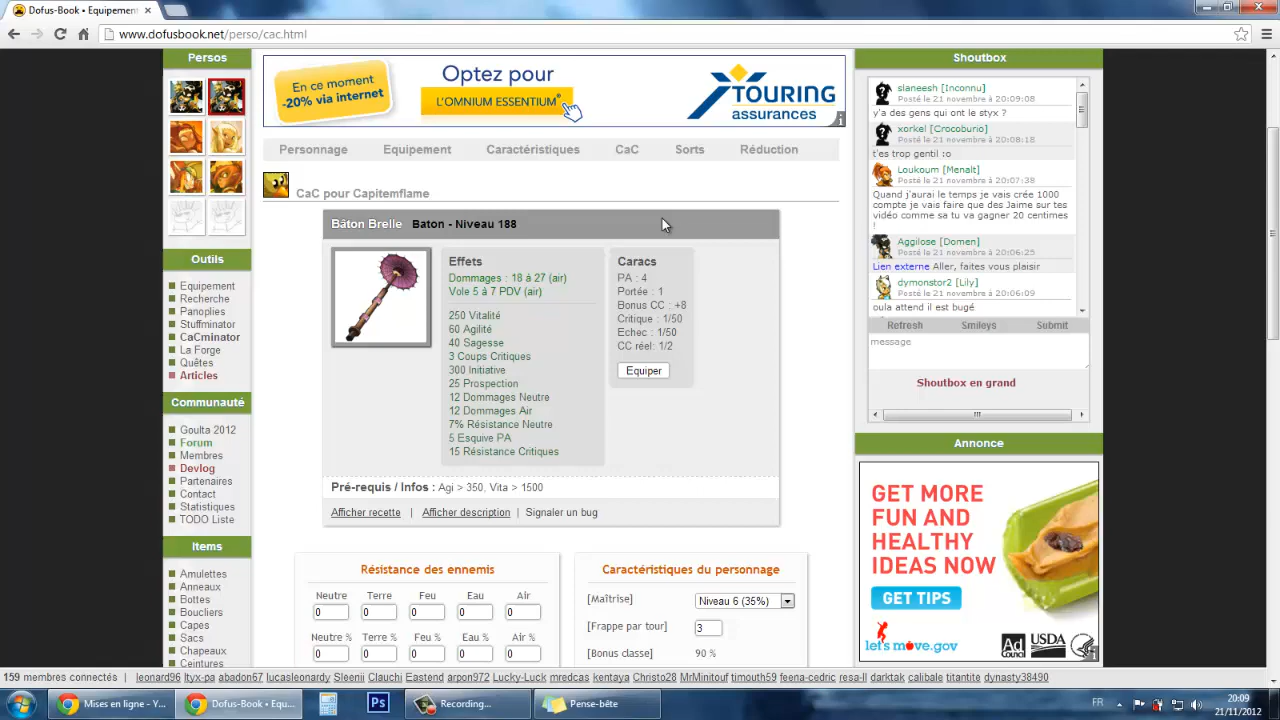 Dofus-Book • Equipemen
www.dofusbook.net/perso/cac.html
Persos
En ce moment
-20% via internet
Optez pour
L'OMNIUM ESSENTIUM®
TOURING
assurances
Personnage
Equipement
Caractéristiques
CaC
Sorts
Réduction
CaC pour Capitemflame
Bâton Brelle Baton - Niveau 188
Effets
Dommages : 18 à 27 (air)
Vole 5 à 7 PDV (air)
250 Vitalité
60 Agilité
40 Sagesse
3 Coups Critiques
300 Initiative
25 Prospection
12 Dommages Neutre
12 Dommages Air
7% Résistance Neutre
5 Esquive PA
15 Résistance Critiques
Caracs
PA : 4
Portée : 1
Bonus CC : +8
Critique : 1/50
Echec : 1/50
CC réel: 1/2
Equiper
Pré-requis / Infos : Agi > 350, Vita > 1500
Afficher recette | Afficher description | Signaler un bug
Résistance des ennemis
Neutre Terre Feu Eau Air
0 0 0 0 0
Neutre % Terre % Feu % Eau % Air %
0 0 0 0 0
Caractéristiques du personnage
[Maîtrise] Niveau 6 (35%)
[Frappe par tour] 3
[Bonus classe] 90 %
Outils
Equipement
Recherche
Panoplies
Stuffminator
CaCminator
La Forge
Quêtes
Articles
Communauté
Goulta 2012
Forum
Membres
Devlog
Partenaires
Contact
Statistiques
TODO Liste
Items
Amulettes
Anneaux
Bottes
Boucliers
Capes
Sacs
Chapeaux
Ceintures
Shoutbox
slaneesh [Inconnu]
Posté le 21 novembre à 20:09:08
y'a des gens qui ont le styx ?
xorkel [Crocoburio]
Posté le 21 novembre à 20:08:18
t'es trop gentil :o
Loukoum [Menalt]
Posté le 21 novembre à 20:07:38
Quand j'aurai le temps je vais crée 1000
compte je vais faire que des Jaime sur tes
vidéo comme sa tu va gagner 20 centimes
!
Aggilose [Domen]
Posté le 21 novembre à 20:06:25
Lien externe Aller, faites vous plaisir
dymonstor2 [Lily]
Posté le 21 novembre à 20:06:09
oula attend il est bugé
Refresh Smileys Submit
message
Shoutbox en grand
Annonce
GET MORE
FUN AND
HEALTHY
IDEAS NOW
GET TIPS
let's move.gov
Ad
Council
USDA
159 membres connectés | leonard96 ltyx-pa abadon67 lucasleonardy Sleenii Claucin Eastend arpon972 Lucky-Luck mredcas kentaya Christo28 MrMinitouf timouth59 feena-cedric resa-ll darktak calibale titantite dynasty38490
Mises en ligne - Y...
Dofus-Book • Equ...
Ps
Recording...
Pense-bête
FR
20:09
21/11/2012